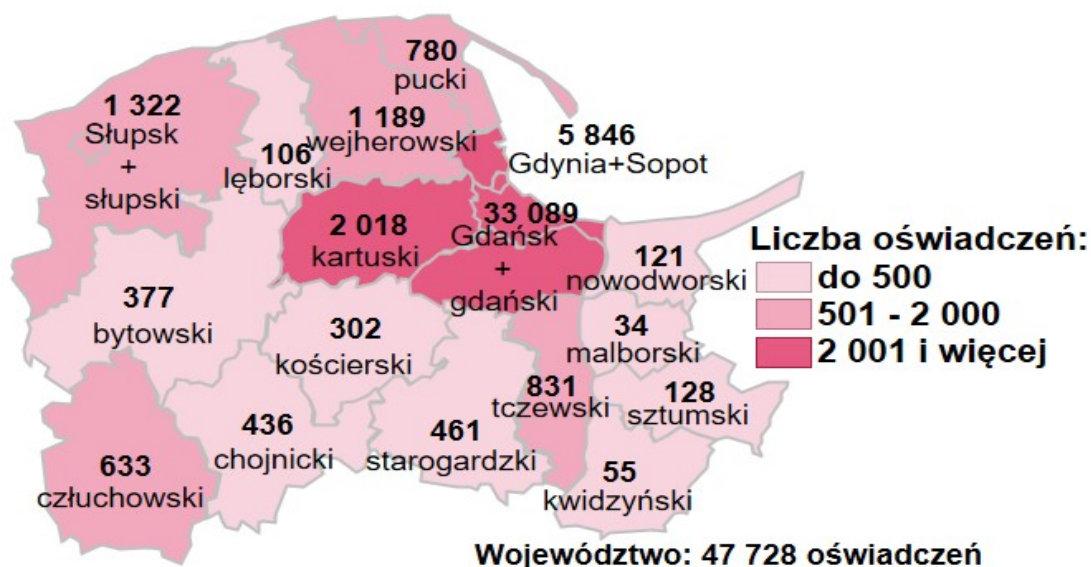 780
pucki
1 322
Słupsk
+
słupski
1 189
wejherowski
106
lęborski
5 846
Gdynia+Sopot
2 018
kartuski
33 089
Gdańsk
+
gdański
121
nowodworski
Liczba oświadczeń:
do 500
501 - 2 000
2 001 i więcej
377
bytowski
302
kościerski
34
malborski
831
tczewski
128
sztumski
436
chojnicki
461
starogardzki
633
człuchowski
55
kwidzyński
Województwo: 47 728 oświadczeń